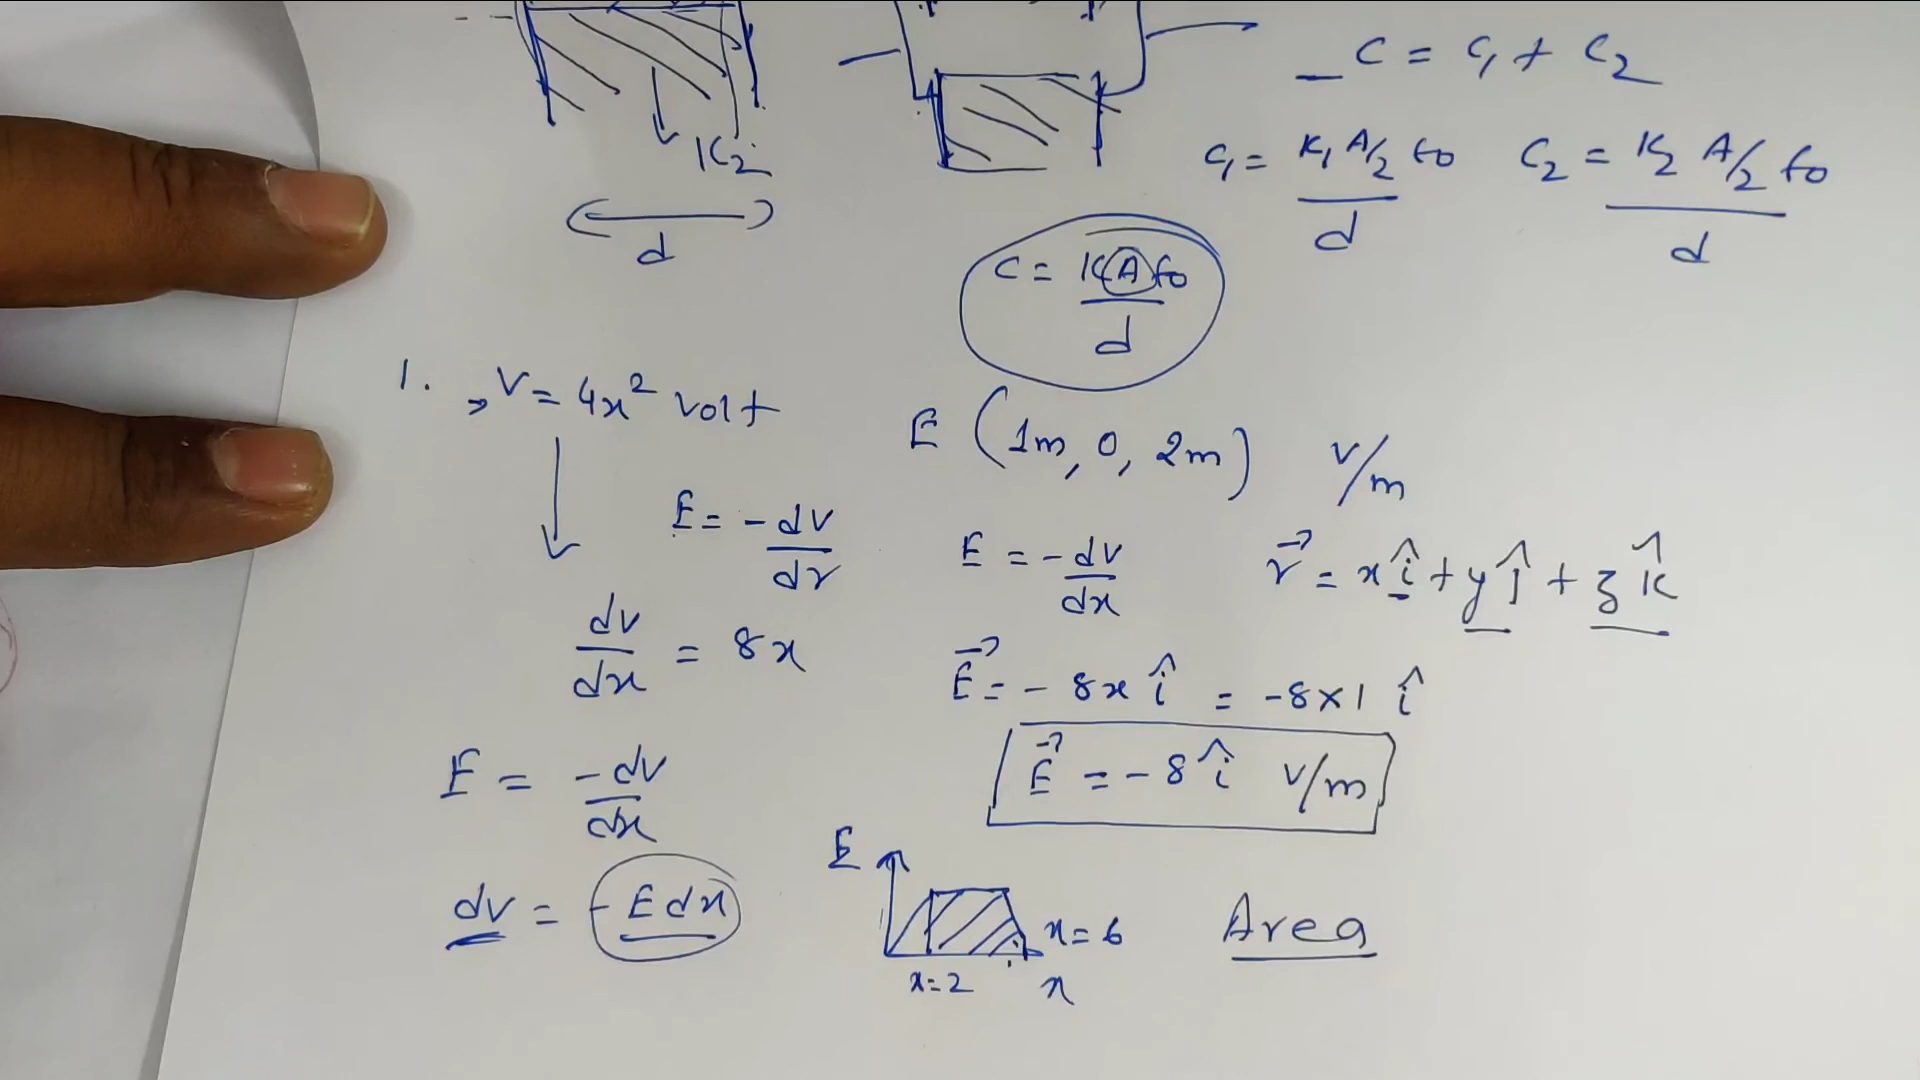 C = C₁ + C₂
K₂
C₁ = K₁ A/2 ε₀ / d
C₂ = K₂ A/2 ε₀ / d
d
C = KAε₀ / d
1. V = 4x² volt
E (1m, 0, 2m) V/m
E = -dV/dr
E = -dV/dx
r⃗ = x î + y ĵ + z k̂
dV/dx = 8x
E⃗ = - 8x î = -8×1 î
E⃗ = - 8 î V/m
E = -dV/dx
E
dV = - E dx
x = 6
Area
x = 2
x